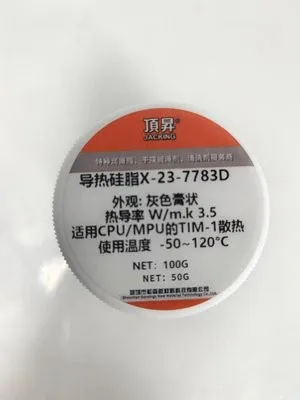 頂昇®
JACKING
导热硅脂X-23-7783D
外观: 灰色膏状
热导率 W/m.k 3.5
适用CPU/MPU的TIM-1散热
使用温度 -50~120°C
NET: 100G
NET: 50G